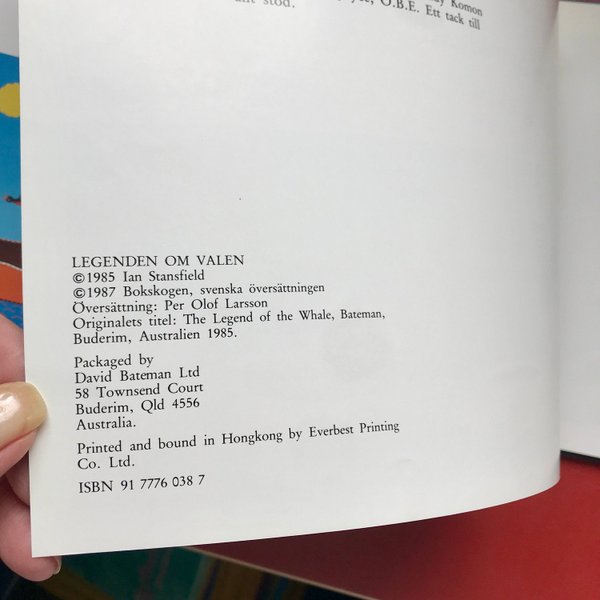 Komon
O.B.E. Ett tack till
stöd.
LEGENDEN OM VALEN
©1985 Ian Stansfield
©1987 Bokskogen, svenska översättningen
Översättning: Per Olof Larsson
Originalets titel: The Legend of the Whale, Bateman,
Buderim, Australien 1985.
Packaged by
David Bateman Ltd
58 Townsend Court
Buderim, Qld 4556
Australia.
Printed and bound in Hongkong by Everbest Printing
Co. Ltd.
ISBN 91 7776 038 7